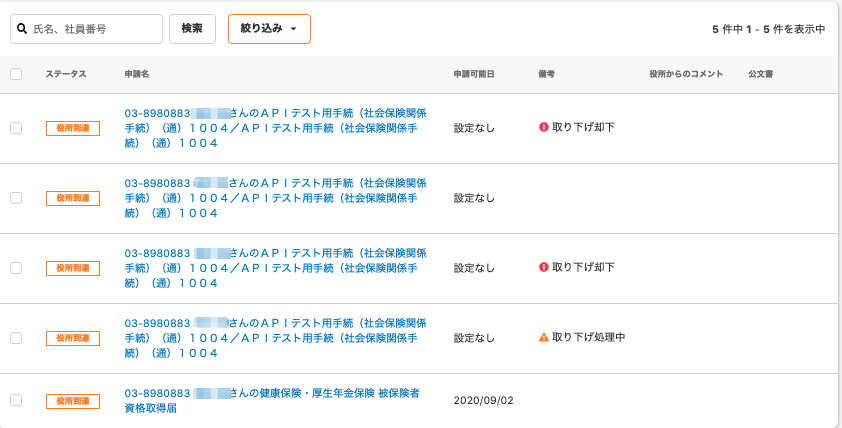 氏名、社員番号
検索
絞り込み
5 件中 1 - 5 件を表示中
ステータス
申請名
申請可能日
備考
役所からのコメント
公文書
役所到達
03-8980883 さんのＡＰＩテスト用手続（社会保険関係
手続）（通）１００４／ＡＰＩテスト用手続（社会保険関係手
続）（通）１００４
設定なし
取り下げ却下
役所到達
03-8980883 さんのＡＰＩテスト用手続（社会保険関係
手続）（通）１００４／ＡＰＩテスト用手続（社会保険関係手
続）（通）１００４
設定なし
役所到達
03-8980883 さんのＡＰＩテスト用手続（社会保険関係
手続）（通）１００４／ＡＰＩテスト用手続（社会保険関係手
続）（通）１００４
設定なし
取り下げ却下
役所到達
03-8980883 さんのＡＰＩテスト用手続（社会保険関係
手続）（通）１００４／ＡＰＩテスト用手続（社会保険関係手
続）（通）１００４
設定なし
取り下げ処理中
役所到達
03-8980883 さんの健康保険・厚生年金保険 被保険者
資格取得届
2020/09/02